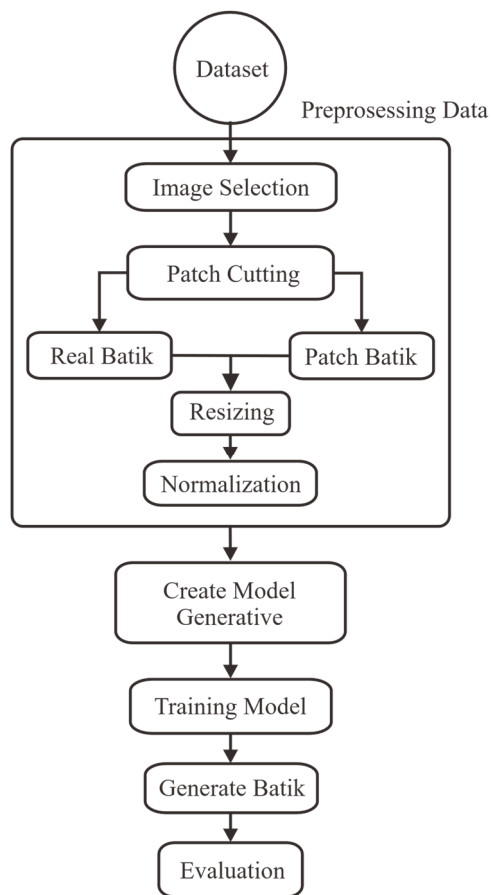 Dataset
Preprosessing Data
Image Selection
Patch Cutting
Real Batik
Patch Batik
Resizing
Normalization
Create Model
Generative
Training Model
Generate Batik
Evaluation